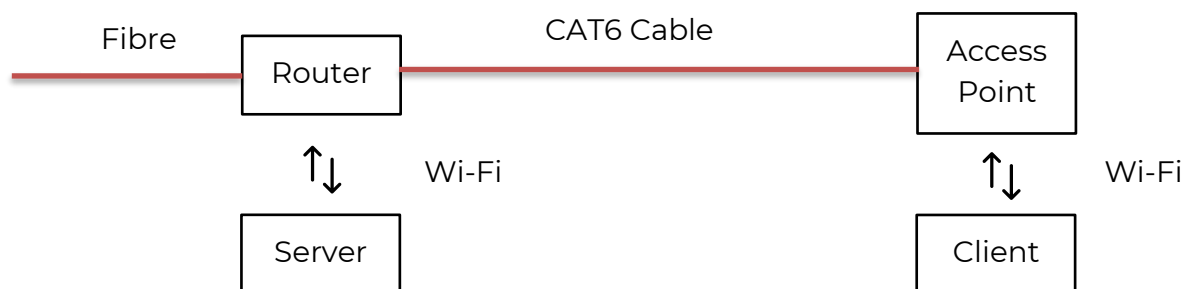 Fibre
CAT6 Cable
Router
Access
Point
Wi-Fi
Wi-Fi
Server
Client